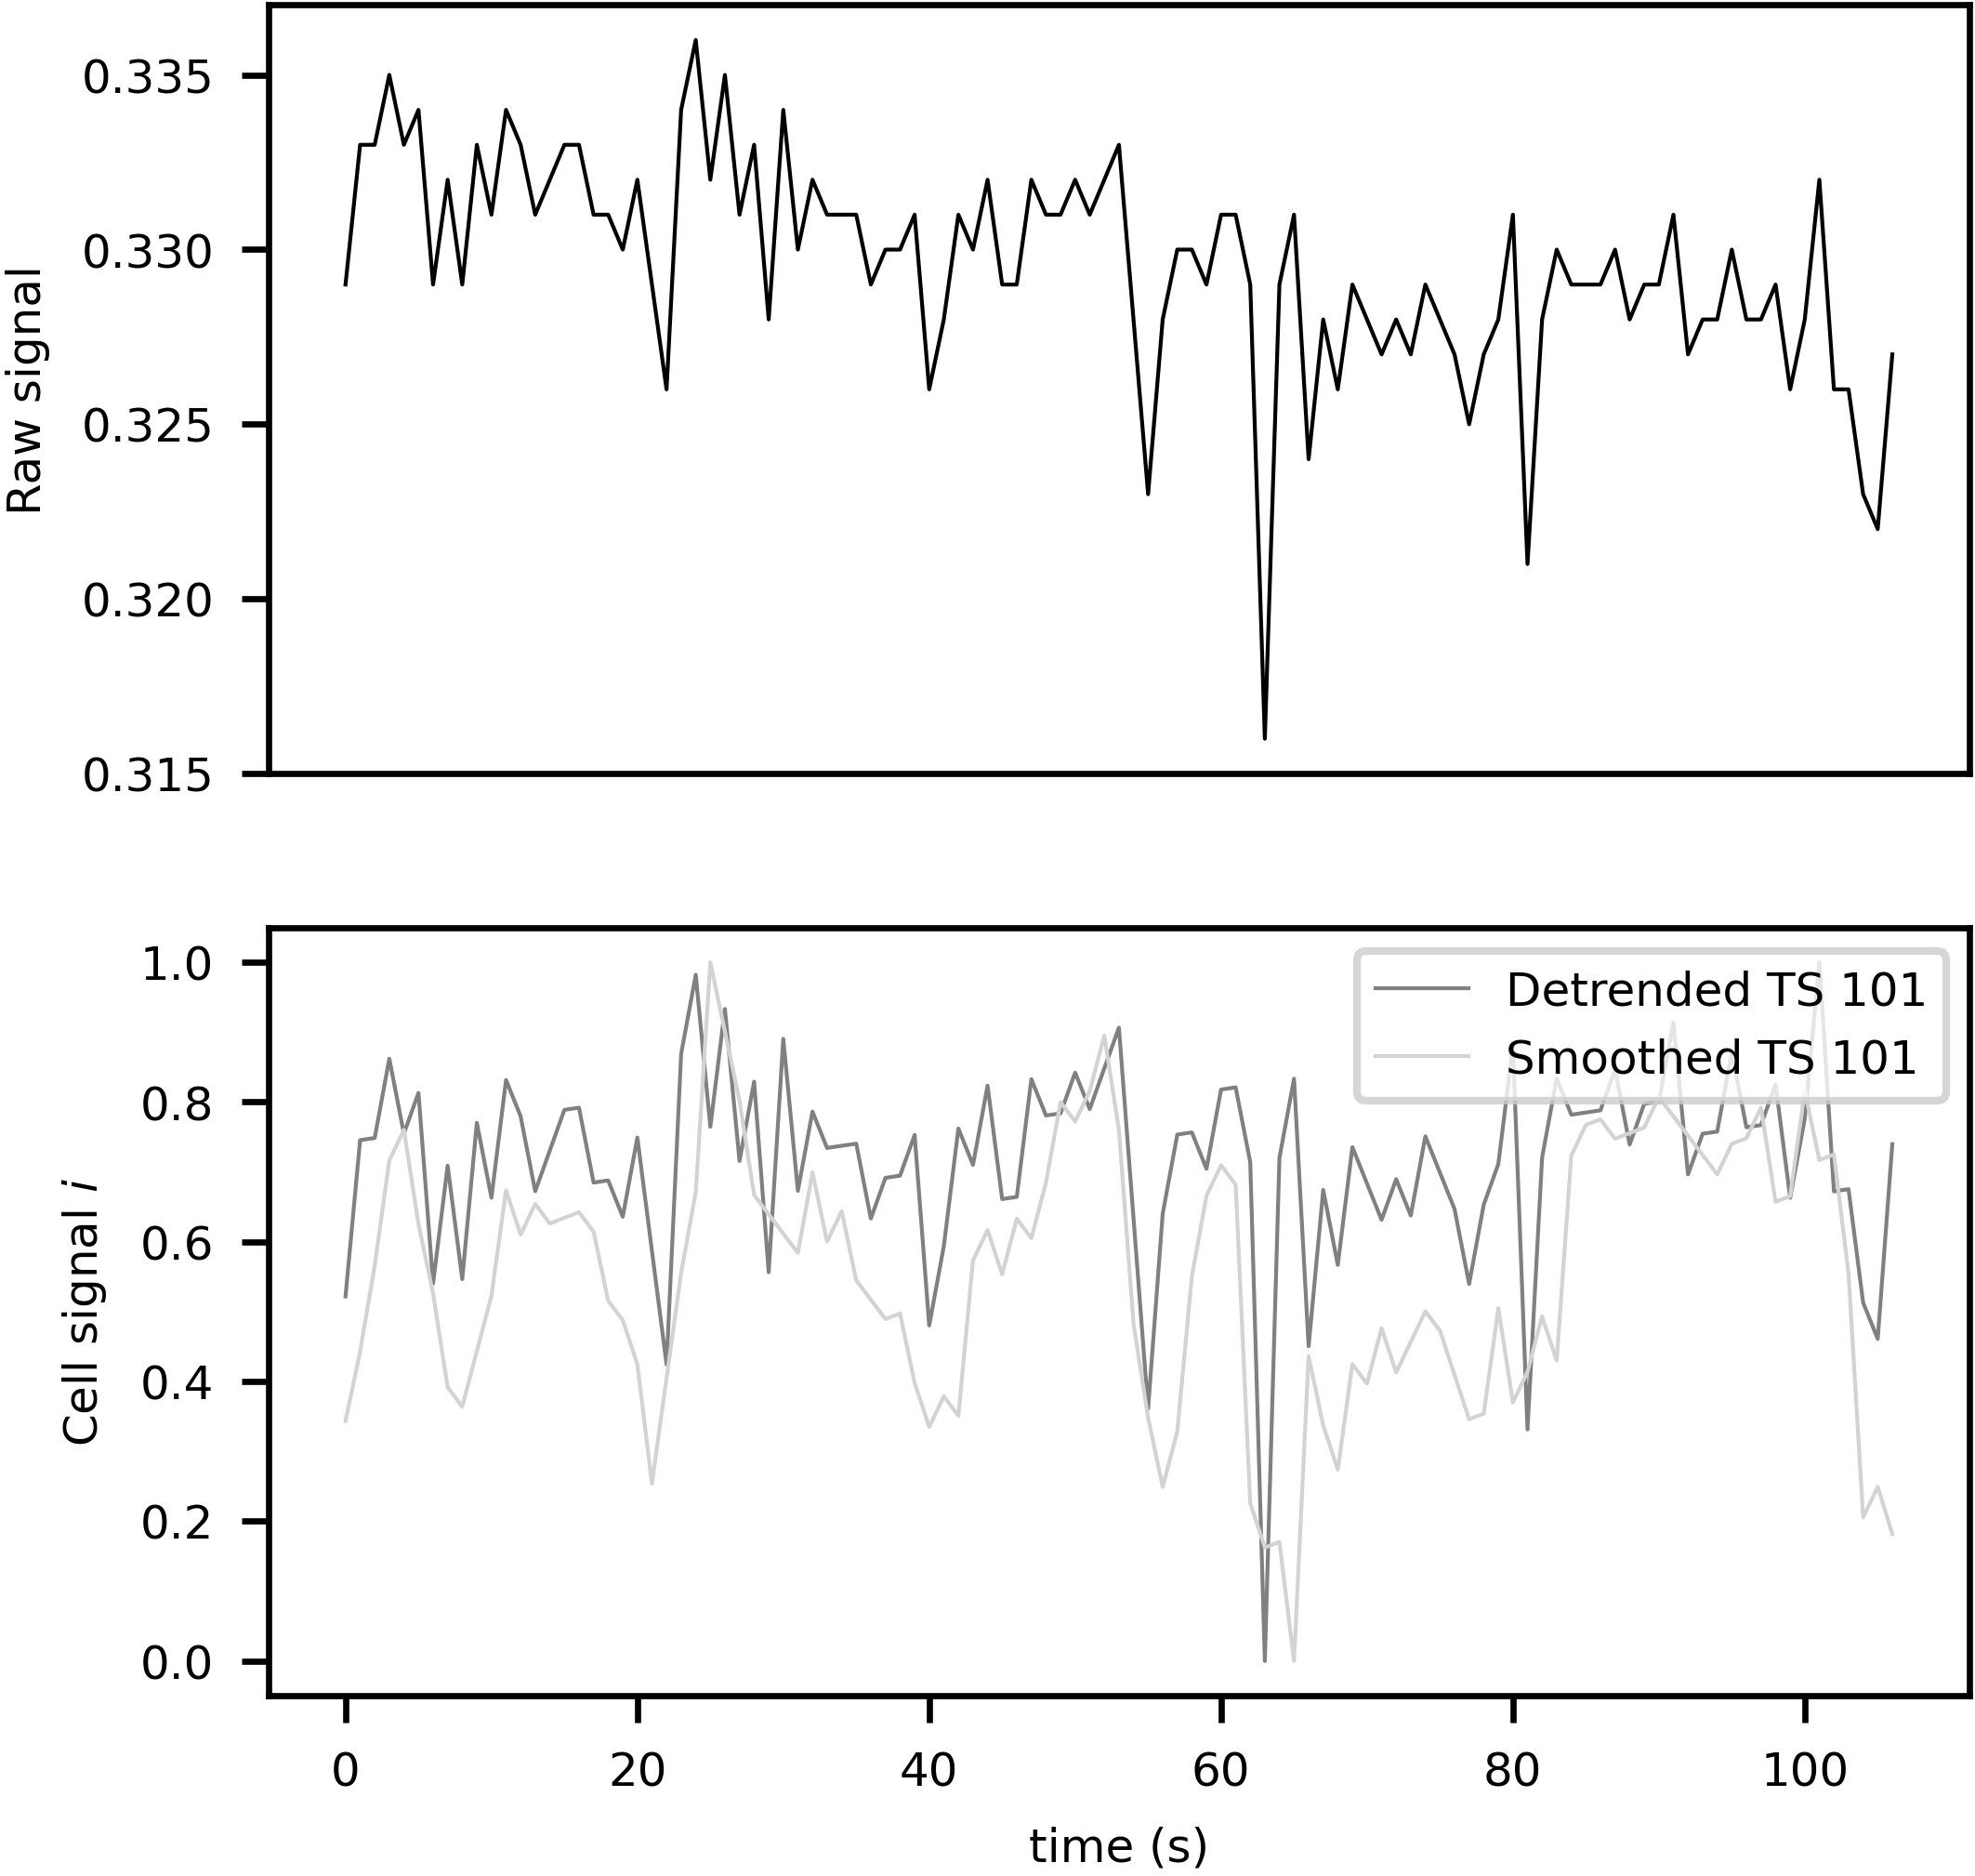 Raw signal
0.335
0.330
0.325
0.320
0.315
Cell signal i
1.0
0.8
0.6
0.4
0.2
0.0
Detrended TS 101
Smoothed TS 101
0 20 40 60 80 100
time (s)